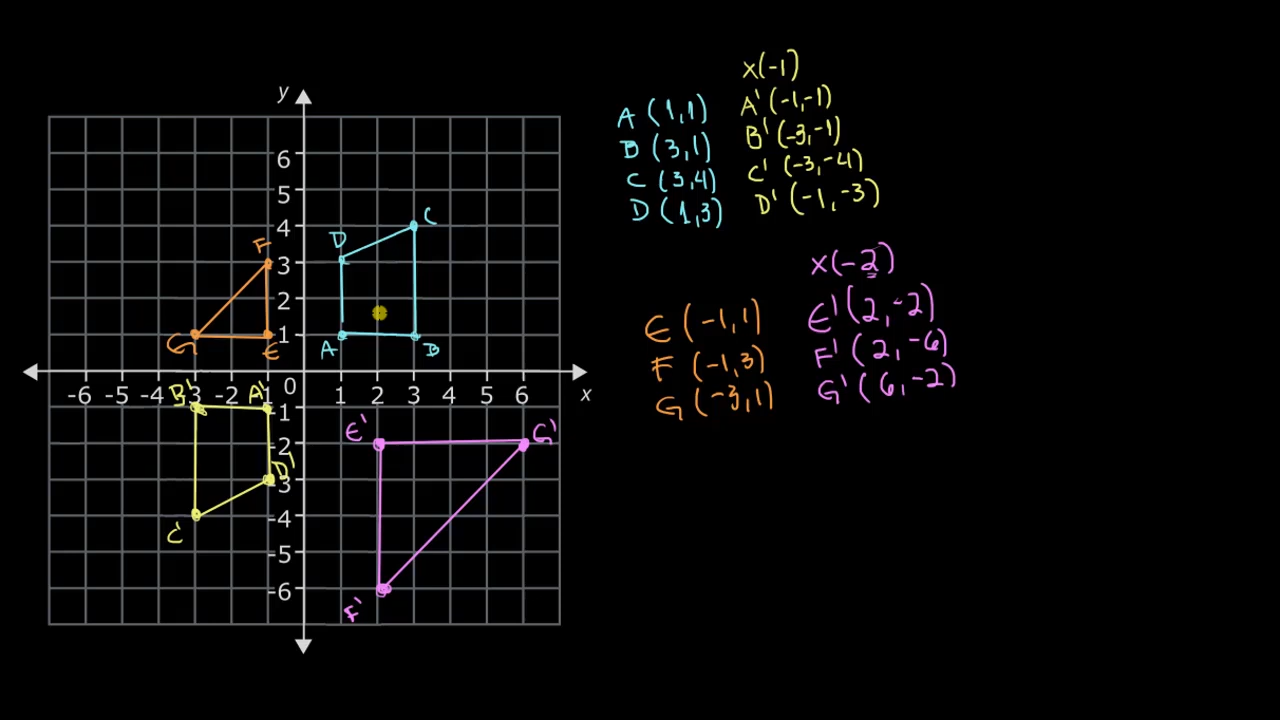 y
6
5
4
3
2
1
-6 -5 -4 -3 -2 -1 0 1 2 3 4 5 6 x
-1
-2
-3
-4
-5
-6
F
G E
D C
A B
B' A'
D'
C'
E' G'
F'
x(-1)
A (1,1) A' (-1,-1)
B (3,1) B' (-3,-1)
C (3,4) C' (-3,-4)
D (1,3) D' (-1,-3)
x(-2)
E (-1,1) E' (2,-2)
F (-1,3) F' (2,-6)
G (-3,1) G' (6,-2)